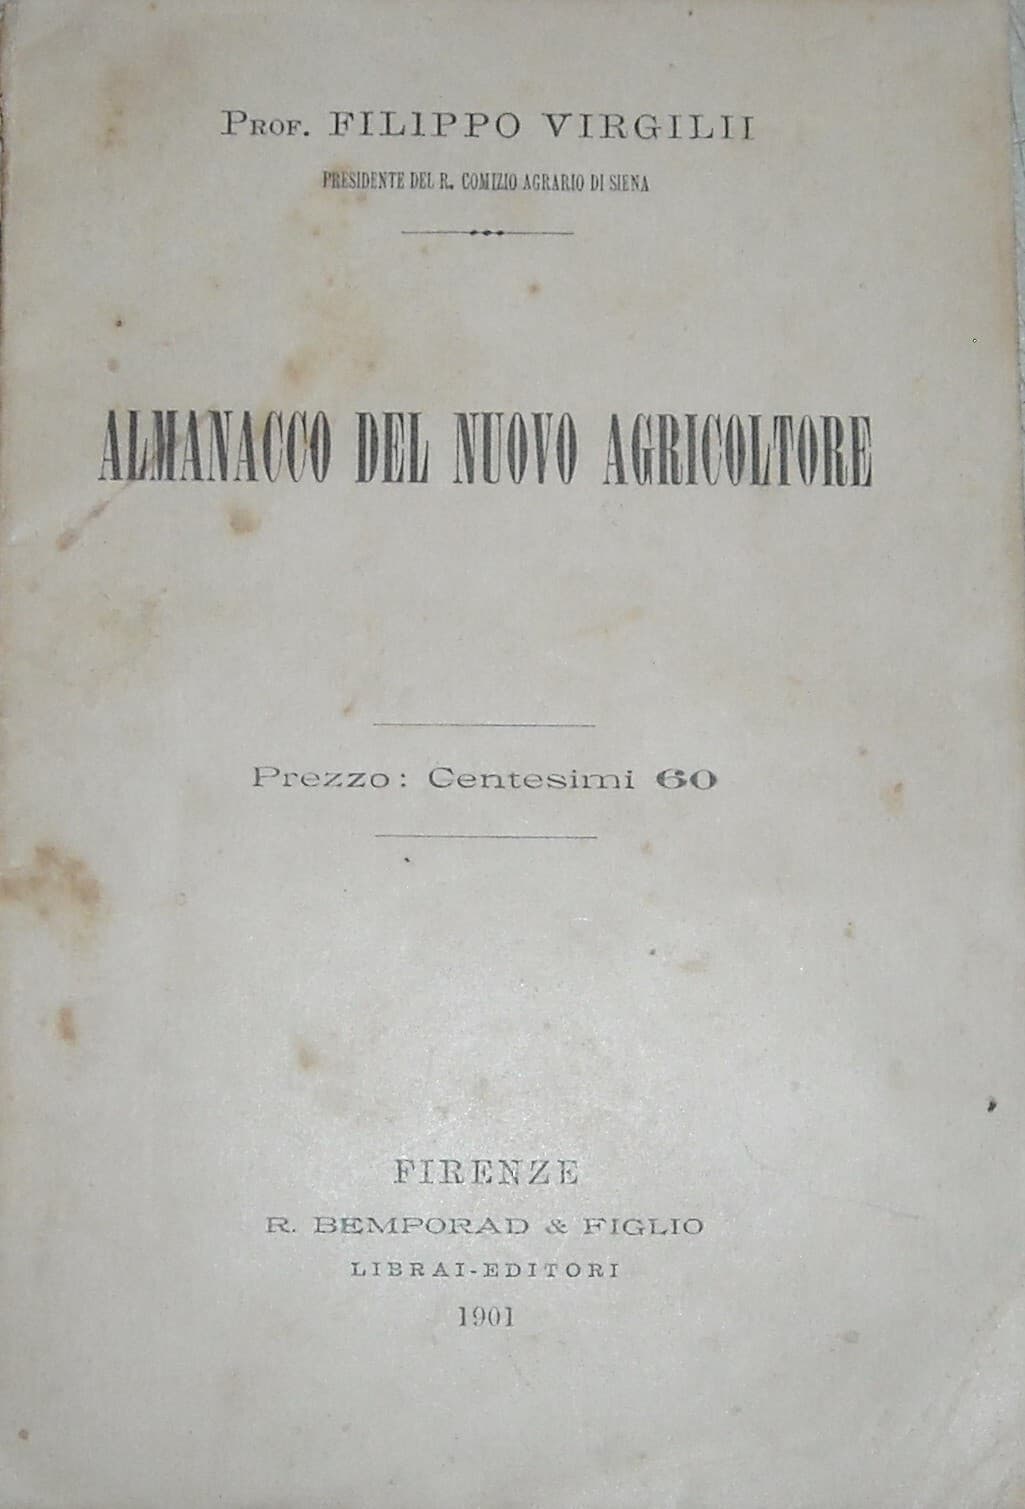 PROF. FILIPPO VIRGILII
PRESIDENTE DEL R. COMIZIO AGRARIO DI SIENA
ALMANACCO DEL NUOVO AGRICOLTORE
Prezzo: Centesimi 60
FIRENZE
R. BEMPORAD & FIGLIO
LIBRAI-EDITORI
1901